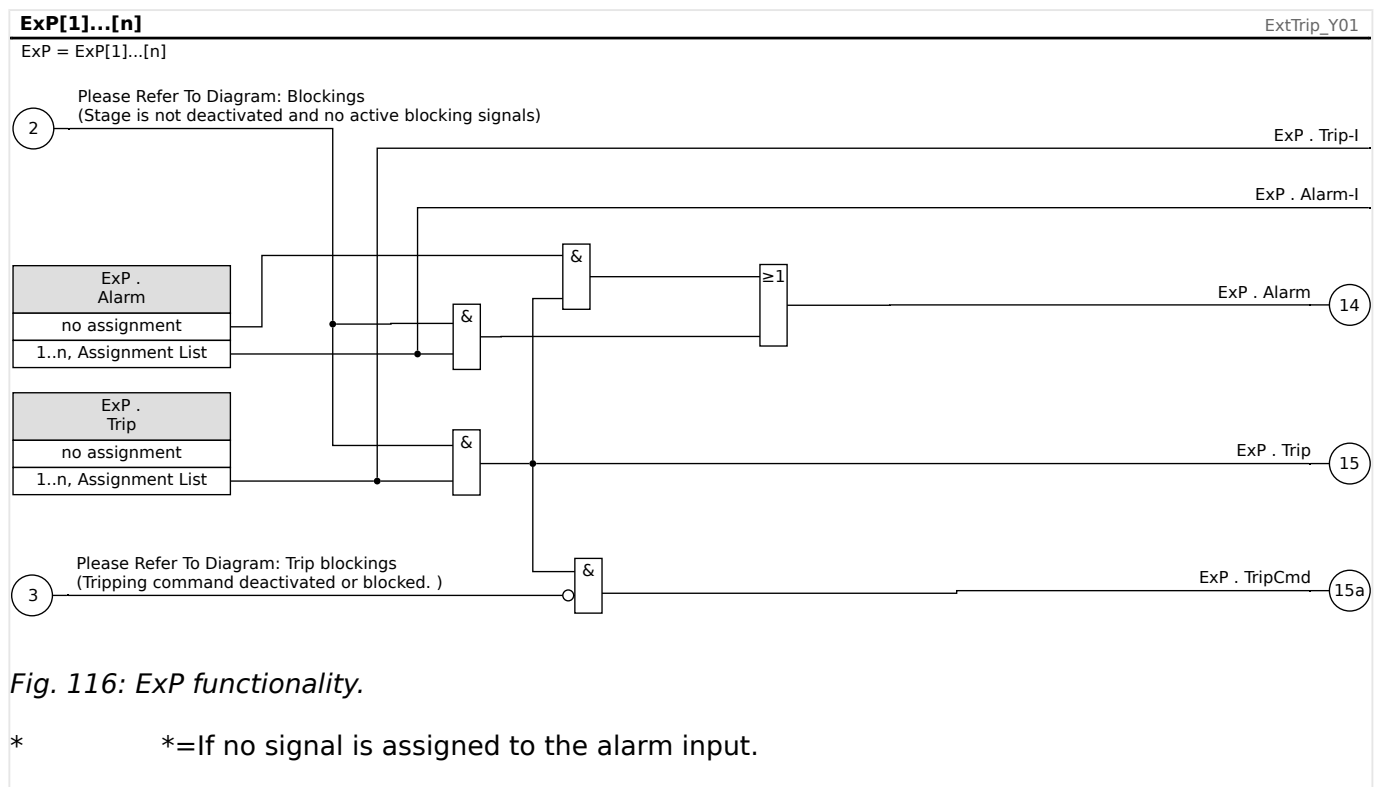 ExP[1]...[n]
ExtTrip_Y01
ExP = ExP[1]...[n]
Please Refer To Diagram: Blockings
(Stage is not deactivated and no active blocking signals)
2
ExP . Trip-I
ExP . Alarm-I
&
≥1
ExP .
Alarm
no assignment
1..n, Assignment List
&
ExP . Alarm
14
ExP .
Trip
no assignment
1..n, Assignment List
&
ExP . Trip
15
Please Refer To Diagram: Trip blockings
(Tripping command deactivated or blocked. )
3
&
ExP . TripCmd
15a
Fig. 116: ExP functionality.
* *=If no signal is assigned to the alarm input.